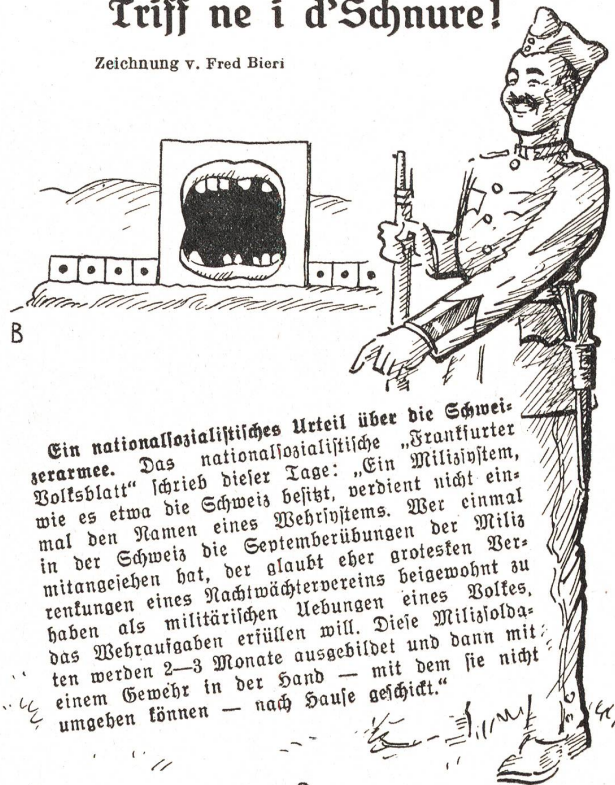 Triff ne i d'Schnure!
Zeichnung v. Fred Bieri
B
Ein nationalsozialistisches Urteil über die Schwei-
zerarmee. Das nationalsozialistische „Frankfurter
Volksblatt“ schrieb dieser Tage: „Ein Milizsystem,
wie es etwa die Schweiz besitzt, verdient nicht ein-
mal den Namen eines Wehrsystems. Wer einmal
in der Schweiz die Septemberübungen der Miliz
mitangesehen hat, der glaubt eher grotesken Ver-
renkungen eines Nachtwächtervereins beigewohnt zu
haben als militärischen Uebungen eines Volkes,
das Wehraufgaben erfüllen will. Diese Milizsolda-
ten werden 2—3 Monate ausgebildet und dann mit
einem Gewehr in der Hand — mit dem sie nicht
umgehen können — nach Hause geschickt.“